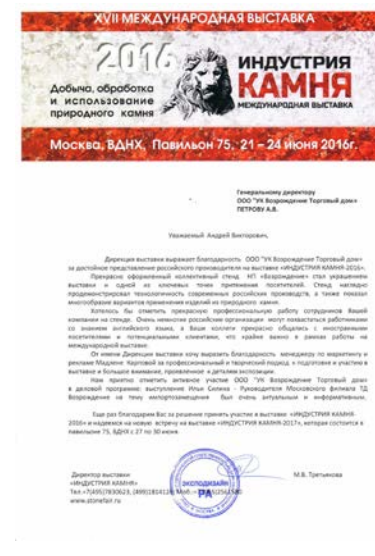 XVII МЕЖДУНАРОДНАЯ ВЫСТАВКА
2016
ИНДУСТРИЯ
КАМНЯ
МЕЖДУНАРОДНАЯ ВЫСТАВКА
Добыча, обработка
и использование
природного камня
Москва, ВДНХ, Павильон 75, 21 – 24 июня 2016г.
Генеральному директору
ООО "УК Возрождение Торговый дом»
ПЕТРОВУ А.В.
Уважаемый Андрей Викторович,
Дирекция выставки выражает благодарность ООО "УК Возрождение Торговый дом»
за достойное представление российского производителя на выставке «ИНДУСТРИЯ КАМНЯ-2016».
Прекрасно оформленный коллективный стенд НП «Возрождение» стал украшением
выставки и одной из ключевых точек притяжения посетителей. Стенд наглядно
продемонстрировал технологичность современных российских производств, а также показал
многообразие вариантов применения изделий из природного камня.
Хотелось бы отметить прекрасную профессиональную работу сотрудников Вашей
компании на стенде. Очень немногие российские организации могут похвастаться работниками
со знанием английского языка, а Ваши коллеги прекрасно общались с иностранными
посетителями и потенциальными клиентами, что крайне важно в рамках работы на
международной выставке.
От имени Дирекции выставки хочу выразить благодарность менеджеру по маркетингу и
рекламе Мадлене Карповой за профессиональный и творческий подход к подготовке и участию в
выставке и большое внимание, проявленное к деталям экспозиции.
Нам приятно отметить активное участие ООО "УК Возрождение Торговый дом»
в деловой программе: выступление Ильи Силина - Руководителя Московского филиала ТД
Возрождение на тему импортозамещения был очень актуальным и информативным.
Еще раз благодарим Вас за решение принять участие в выставке «ИНДУСТРИЯ КАМНЯ-
2016» и надеемся на новую встречу на выставке «ИНДУСТРИЯ КАМНЯ-2017», которая состоится в
павильоне 75, ВДНХ с 27 по 30 июня.
Директор выставки
«ИНДУСТРИЯ КАМНЯ»
М.В. Третьякова
Тел.+7(495)7830623,
www.stonefair.ru
ЭКСПОДИЗАЙН
РА